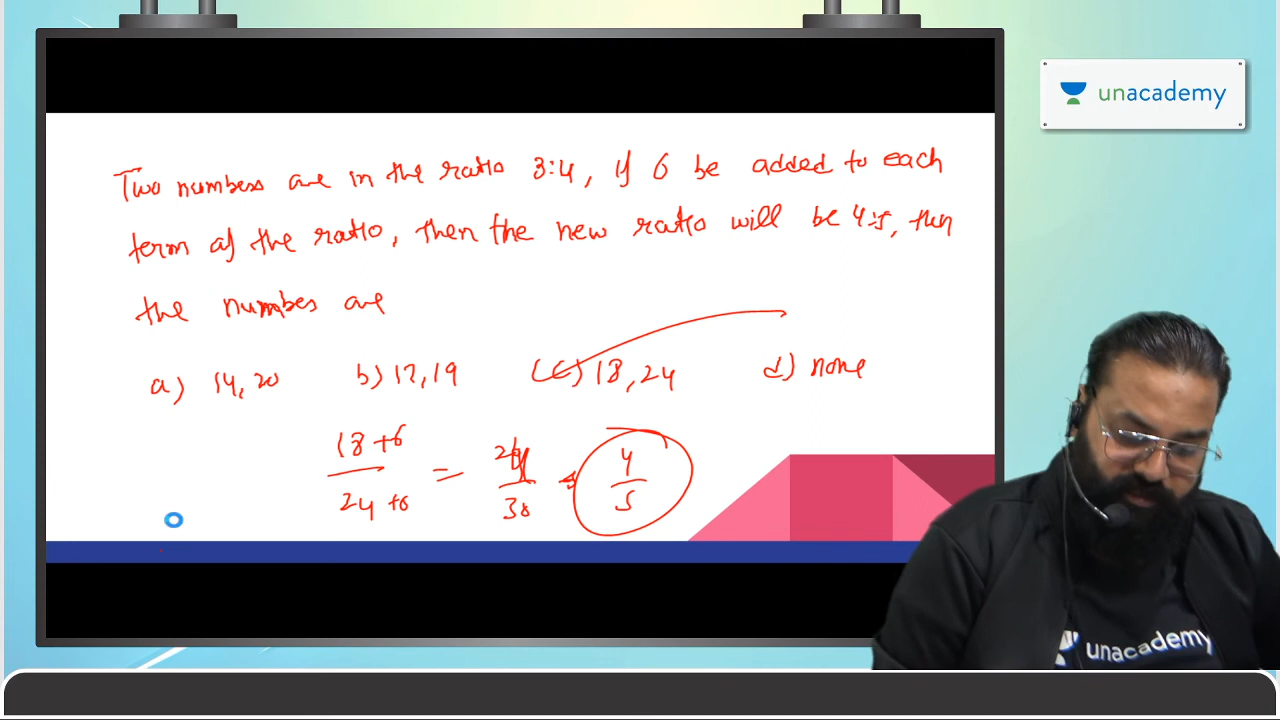 unacademy
Two numbers are in the ratio 3:4, if 6 be added to each
term of the ratio, then the new ratio will be 4:5, then
the numbers are
a) 14, 20 b) 17, 19 (c) 18, 24 d) none
18 + 6 / 24 + 6 = 24 / 30 = 4 / 5
unacademy